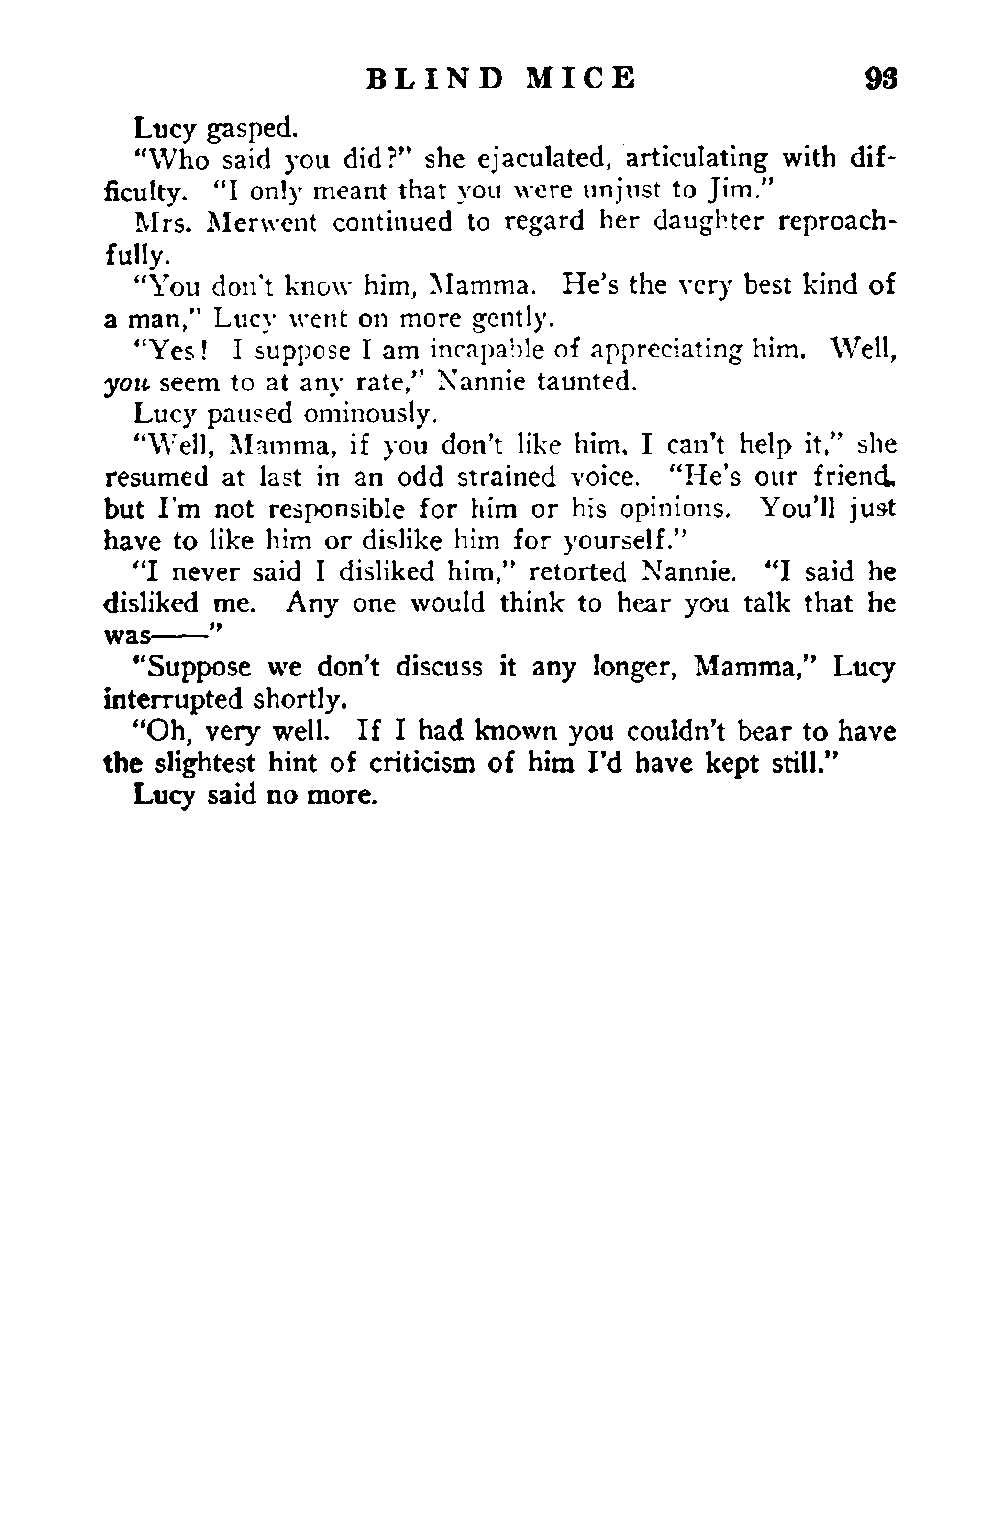 BLIND MICE 93
Lucy gasped.
“Who said you did?” she ejaculated, articulating with dif-
ficulty. “I only meant that you were unjust to Jim.”
Mrs. Merwent continued to regard her daughter reproach-
fully.
“You don't know him, Mamma. He's the very best kind of
a man,” Lucy went on more gently.
“Yes! I suppose I am incapable of appreciating him. Well,
you seem to at any rate,” Nannie taunted.
Lucy paused ominously.
“Well, Mamma, if you don't like him, I can't help it,” she
resumed at last in an odd strained voice. “He's our friend,
but I'm not responsible for him or his opinions. You'll just
have to like him or dislike him for yourself.”
“I never said I disliked him,” retorted Nannie. “I said he
disliked me. Any one would think to hear you talk that he
was——”
“Suppose we don't discuss it any longer, Mamma,” Lucy
interrupted shortly.
“Oh, very well. If I had known you couldn't bear to have
the slightest hint of criticism of him I'd have kept still.”
Lucy said no more.